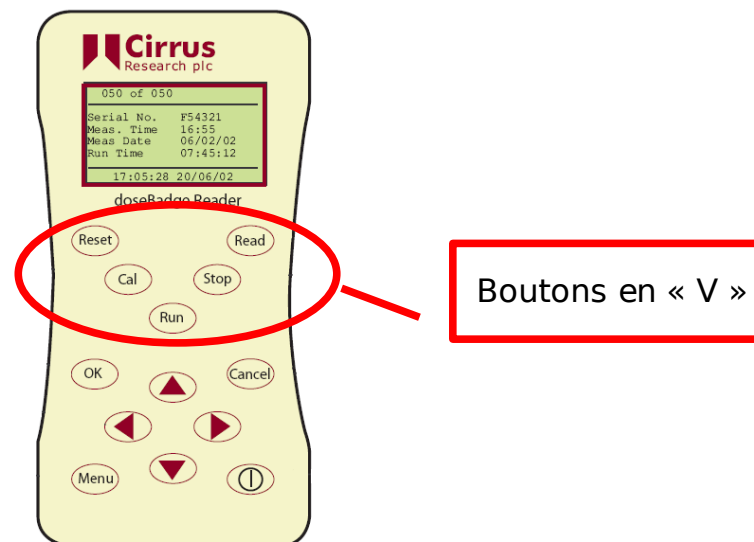 Cirrus
Research plc
050 of 050
Serial No. F54321
Meas. Time 16:55
Meas Date 06/02/02
Run Time 07:45:12
17:05:28 20/06/02
doseBadge Reader
Reset Read
Cal Stop
Run
Boutons en « V »
OK Cancel
Menu